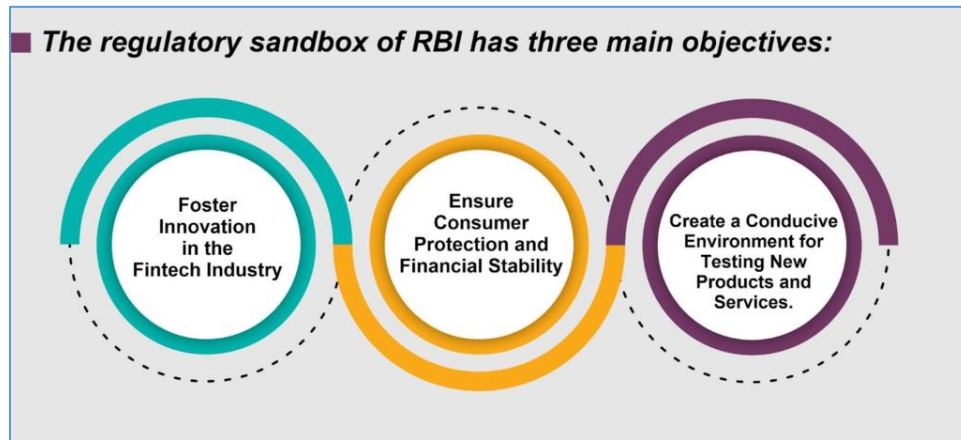 The regulatory sandbox of RBI has three main objectives:
Foster
Innovation
in the
Fintech Industry
Ensure
Consumer
Protection and
Financial Stability
Create a Conducive
Environment for
Testing New
Products and
Services.